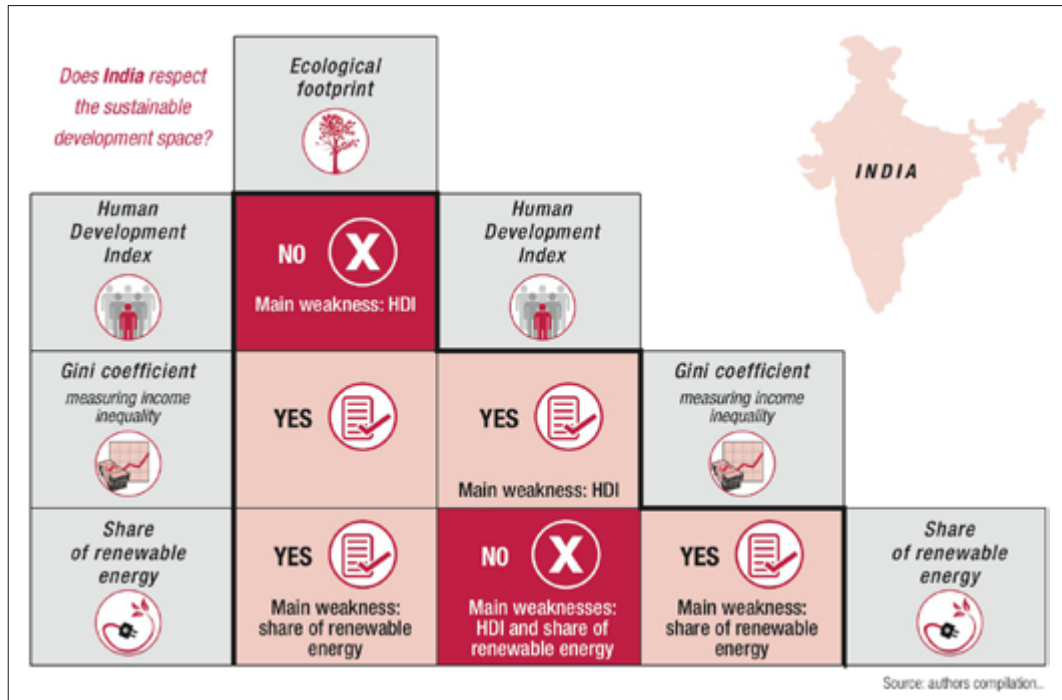 Does India respect
the sustainable
development space?
Ecological
footprint
INDIA
Human
Development
Index
NO X
Main weakness: HDI
Human
Development
Index
Gini coefficient
measuring income
inequality
YES
YES
Main weakness: HDI
Gini coefficient
measuring income
inequality
Share
of renewable
energy
YES
Main weakness:
share of renewable
energy
NO X
Main weaknesses:
HDI and share of
renewable energy
YES
Main weakness:
share of renewable
energy
Share
of renewable
energy
Source: authors compilation..